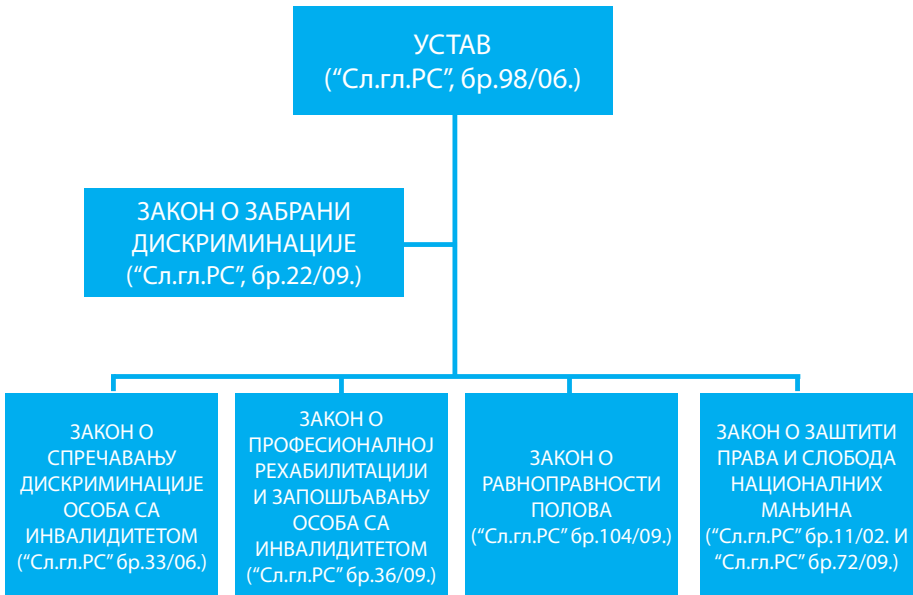 УСТАВ
(“Сл.гл.РС”, бр.98/06.)
ЗАКОН О ЗАБРАНИ
ДИСКРИМИНАЦИЈЕ
(“Сл.гл.РС”, бр.22/09.)
ЗАКОН О
СПРЕЧАВАЊУ
ДИСКРИМИНАЦИЈЕ
ОСОБА СА
ИНВАЛИДИТЕТОМ
(“Сл.гл.РС” бр.33/06.)
ЗАКОН О
ПРОФЕСИОНАЛНОЈ
РЕХАБИЛИТАЦИЈИ
И ЗАПОШЉАВАЊУ
ОСОБА СА
ИНВАЛИДИТЕТОМ
(“Сл.гл.РС” бр.36/09.)
ЗАКОН О
РАВНОПРАВНОСТИ
ПОЛОВА
(“Сл.гл.РС” бр.104/09.)
ЗАКОН О ЗАШТИТИ
ПРАВА И СЛОБОДА
НАЦИОНАЛНИХ
МАЊИНА
(“Сл.гл.РС” бр.11/02. И
“Сл.гл.РС” бр.72/09.)